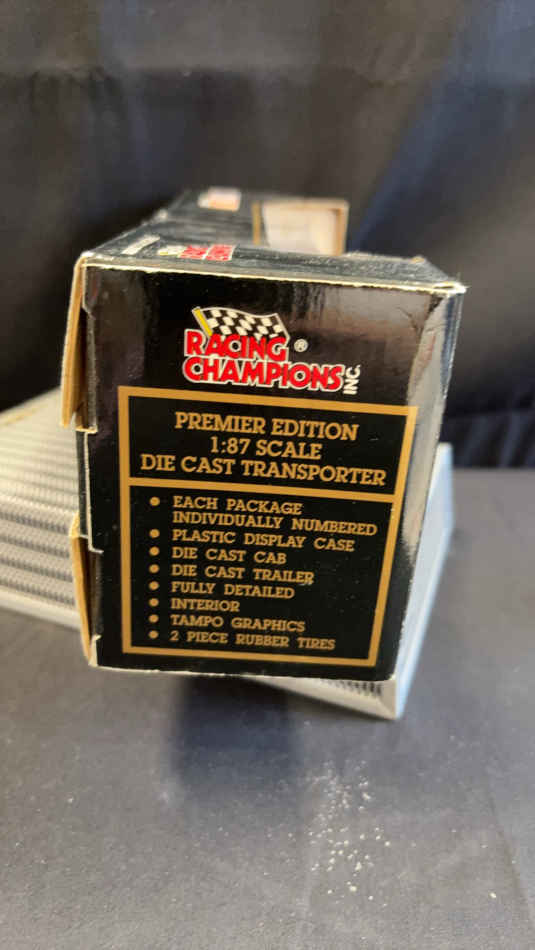 RACING ®
CHAMPIONS INC.
PREMIER EDITION
1:87 SCALE
DIE CAST TRANSPORTER
● EACH PACKAGE
INDIVIDUALLY NUMBERED
● PLASTIC DISPLAY CASE
● DIE CAST CAB
● DIE CAST TRAILER
● FULLY DETAILED
● INTERIOR
● TAMPO GRAPHICS
● 2 PIECE RUBBER TIRES